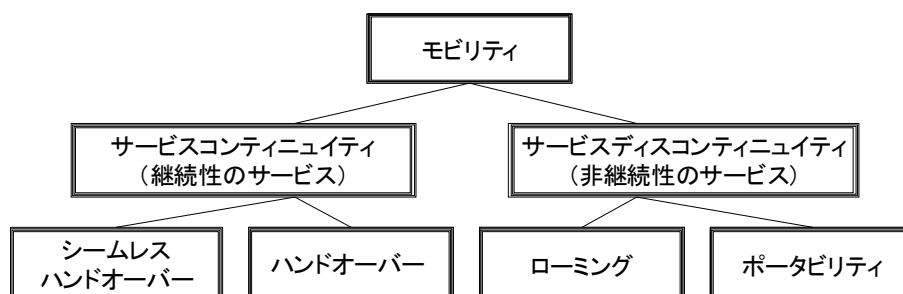 モビリティ
サービスコンティニュイティ
（継続性のサービス）
サービスディスコンティニュイティ
（非継続性のサービス）
シームレス
ハンドオーバー
ハンドオーバー
ローミング
ポータビリティ